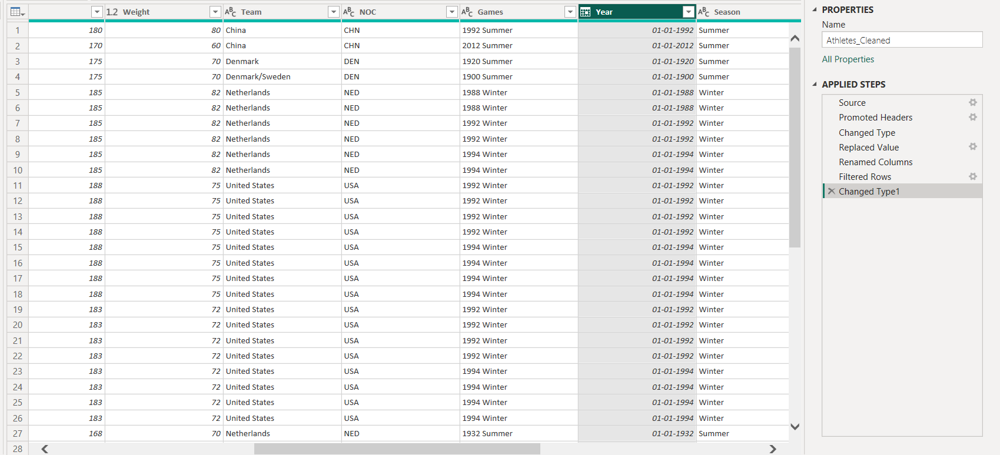 1.2 Weight ABC Team ABC NOC ABC Games Year ABC Season
1 180 80 China CHN 1992 Summer 01-01-1992 Summer
2 170 60 China CHN 2012 Summer 01-01-2012 Summer
3 175 70 Denmark DEN 1920 Summer 01-01-1920 Summer
4 175 70 Denmark/Sweden DEN 1900 Summer 01-01-1900 Summer
5 185 82 Netherlands NED 1988 Winter 01-01-1988 Winter
6 185 82 Netherlands NED 1988 Winter 01-01-1988 Winter
7 185 82 Netherlands NED 1992 Winter 01-01-1992 Winter
8 185 82 Netherlands NED 1992 Winter 01-01-1992 Winter
9 185 82 Netherlands NED 1994 Winter 01-01-1994 Winter
10 185 82 Netherlands NED 1994 Winter 01-01-1994 Winter
11 188 75 United States USA 1992 Winter 01-01-1992 Winter
12 188 75 United States USA 1992 Winter 01-01-1992 Winter
13 188 75 United States USA 1992 Winter 01-01-1992 Winter
14 188 75 United States USA 1992 Winter 01-01-1992 Winter
15 188 75 United States USA 1994 Winter 01-01-1994 Winter
16 188 75 United States USA 1994 Winter 01-01-1994 Winter
17 188 75 United States USA 1994 Winter 01-01-1994 Winter
18 188 75 United States USA 1994 Winter 01-01-1994 Winter
19 183 72 United States USA 1992 Winter 01-01-1992 Winter
20 183 72 United States USA 1992 Winter 01-01-1992 Winter
21 183 72 United States USA 1992 Winter 01-01-1992 Winter
22 183 72 United States USA 1992 Winter 01-01-1992 Winter
23 183 72 United States USA 1994 Winter 01-01-1994 Winter
24 183 72 United States USA 1994 Winter 01-01-1994 Winter
25 183 72 United States USA 1994 Winter 01-01-1994 Winter
26 183 72 United States USA 1994 Winter 01-01-1994 Winter
27 168 70 Netherlands NED 1932 Summer 01-01-1932 Summer
28
PROPERTIES
Name
Athletes_Cleaned
All Properties
APPLIED STEPS
Source
Promoted Headers
Changed Type
Replaced Value
Renamed Columns
Filtered Rows
Changed Type1